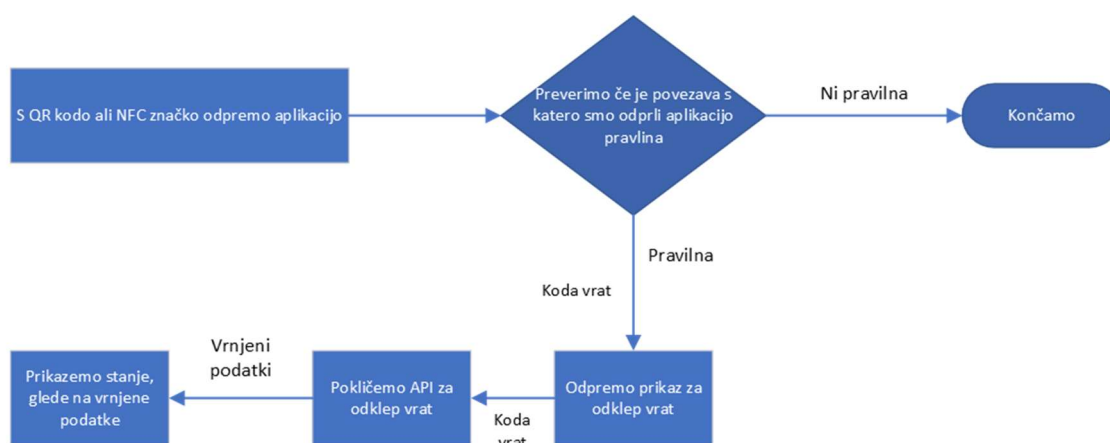 S QR kodo ali NFC značko odpremo aplikacijo
Preverimo če je povezava s
katero smo odprli aplikacijo
pravlina
Ni pravilna
Končamo
Pravilna
Koda vrat
Odpremo prikaz za
odklep vrat
Koda
vrat
Pokličemo API za
odklep vrat
Vrnjeni
podatki
Prikazemo stanje,
glede na vrnjene
podatke